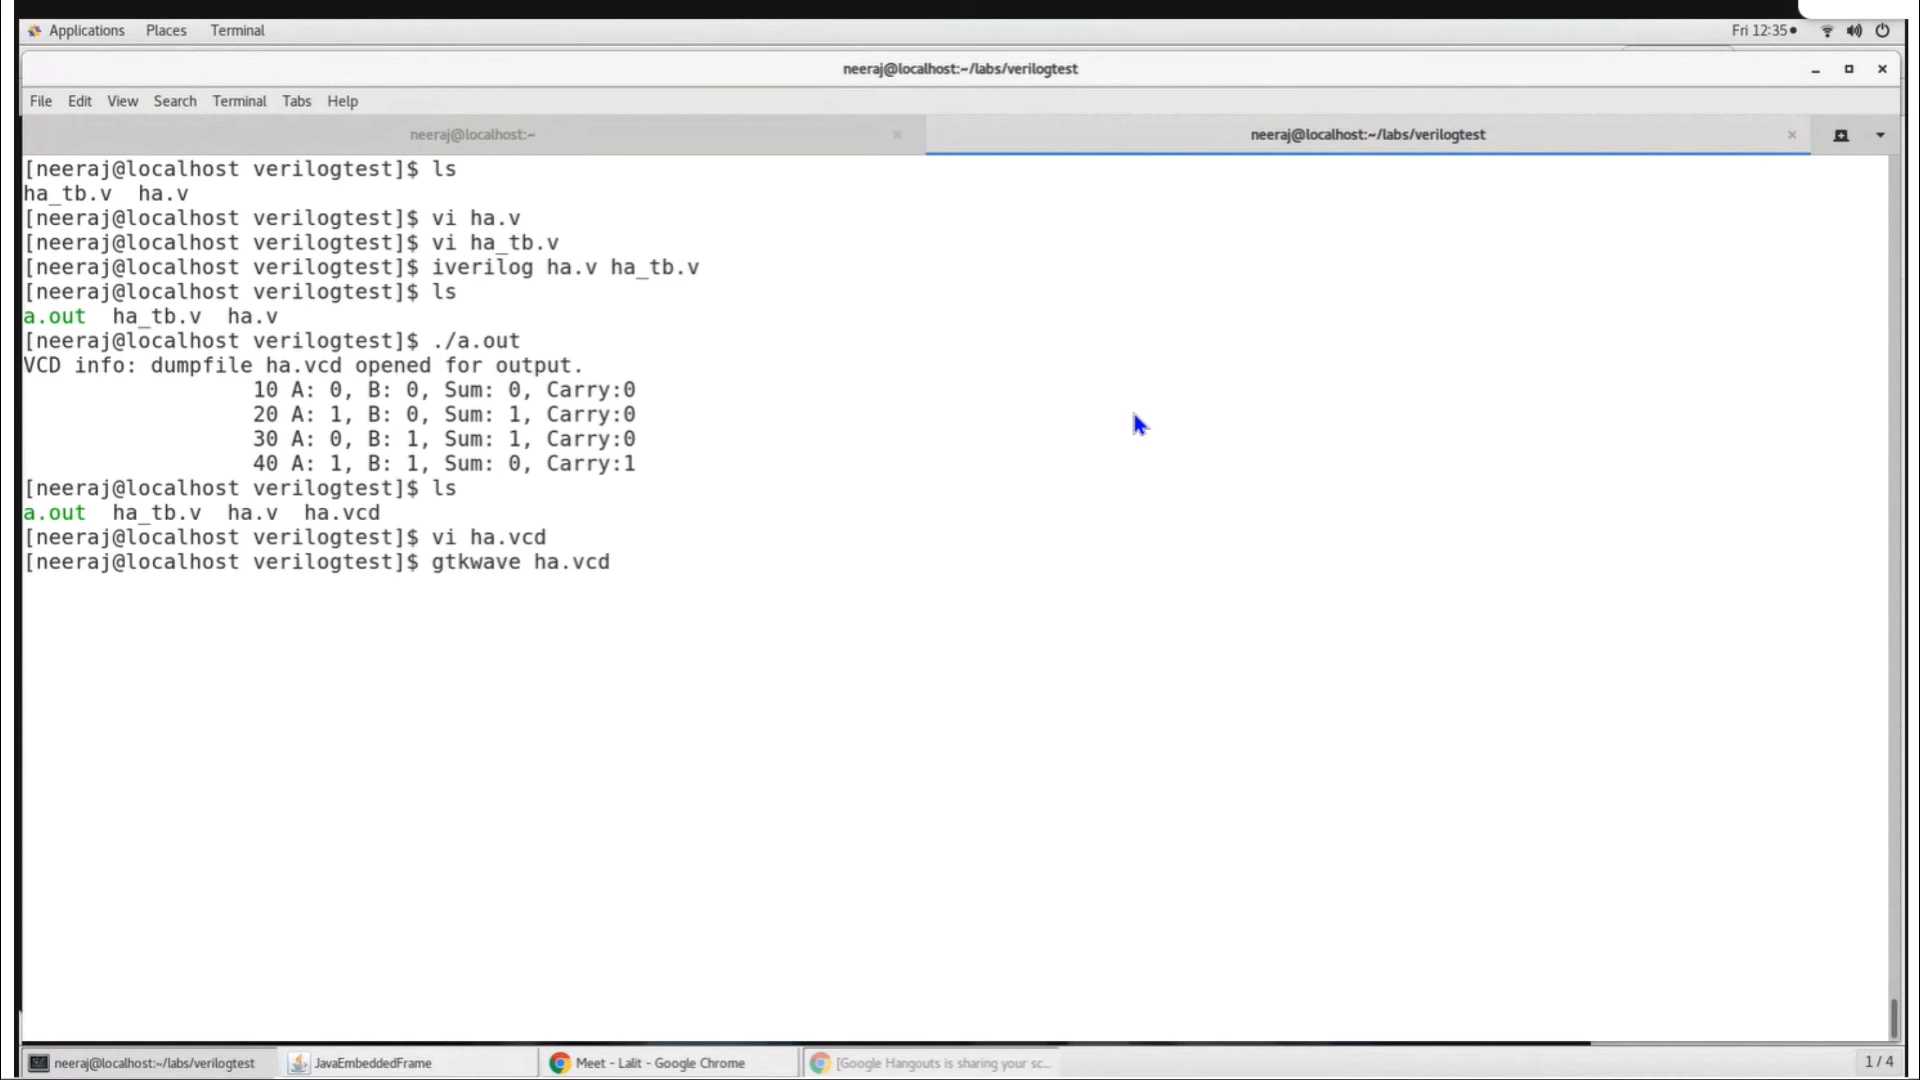 Applications Places Terminal Fri 12:35
neeraj@localhost:~/labs/verilogtest
File Edit View Search Terminal Tabs Help
neeraj@localhost:~ neeraj@localhost:~/labs/verilogtest
[neeraj@localhost verilogtest]$ ls
ha_tb.v  ha.v
[neeraj@localhost verilogtest]$ vi ha.v
[neeraj@localhost verilogtest]$ vi ha_tb.v
[neeraj@localhost verilogtest]$ iverilog ha.v ha_tb.v
[neeraj@localhost verilogtest]$ ls
a.out  ha_tb.v  ha.v
[neeraj@localhost verilogtest]$ ./a.out
VCD info: dumpfile ha.vcd opened for output.
10 A: 0, B: 0, Sum: 0, Carry:0
20 A: 1, B: 0, Sum: 1, Carry:0
30 A: 0, B: 1, Sum: 1, Carry:0
40 A: 1, B: 1, Sum: 0, Carry:1
[neeraj@localhost verilogtest]$ ls
a.out  ha_tb.v  ha.v  ha.vcd
[neeraj@localhost verilogtest]$ vi ha.vcd
[neeraj@localhost verilogtest]$ gtkwave ha.vcd
neeraj@localhost:~/labs/verilogtest JavaEmbeddedFrame Meet - Lalit - Google Chrome [Google Hangouts is sharing your sc... 1 / 4